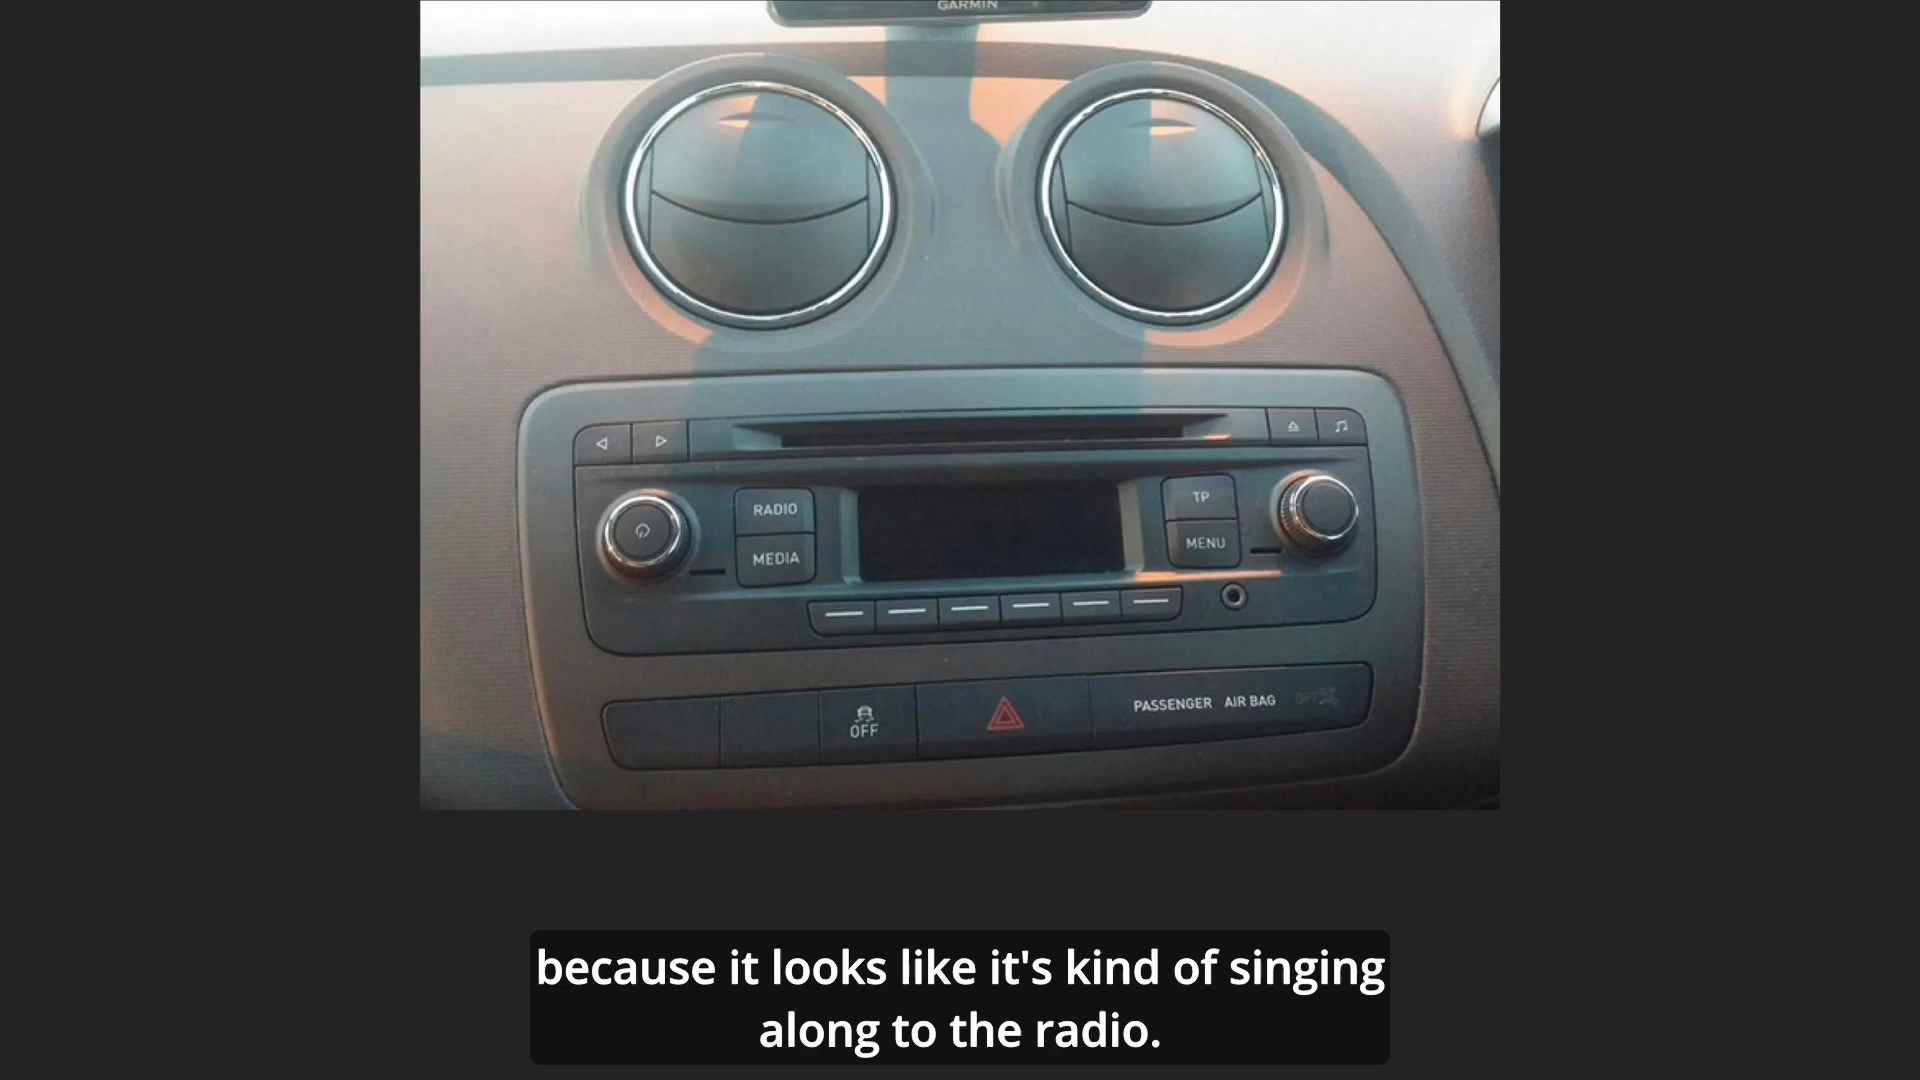 GARMIN
RADIO
TP
MEDIA
MENU
OFF
PASSENGER AIR BAG
because it looks like it's kind of singing
along to the radio.